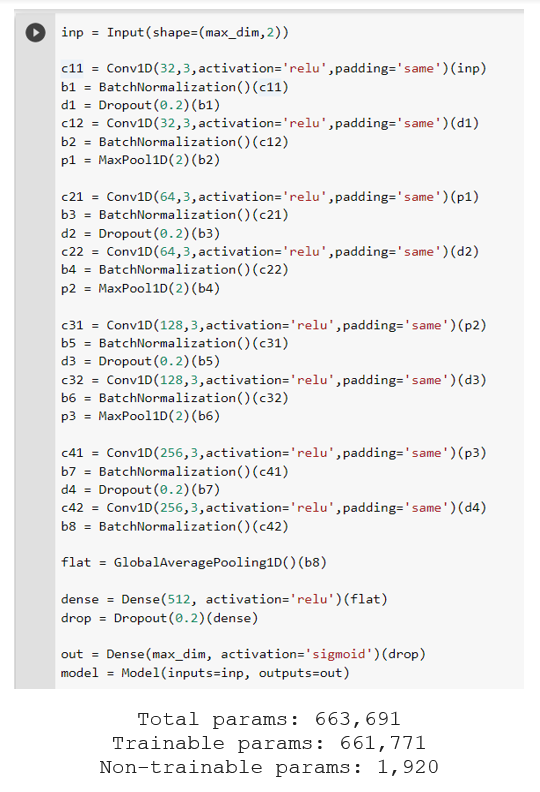 inp = Input(shape=(max_dim,2))
c11 = Conv1D(32,3,activation='relu',padding='same')(inp)
b1 = BatchNormalization()(c11)
d1 = Dropout(0.2)(b1)
c12 = Conv1D(32,3,activation='relu',padding='same')(d1)
b2 = BatchNormalization()(c12)
p1 = MaxPool1D(2)(b2)
c21 = Conv1D(64,3,activation='relu',padding='same')(p1)
b3 = BatchNormalization()(c21)
d2 = Dropout(0.2)(b3)
c22 = Conv1D(64,3,activation='relu',padding='same')(d2)
b4 = BatchNormalization()(c22)
p2 = MaxPool1D(2)(b4)
c31 = Conv1D(128,3,activation='relu',padding='same')(p2)
b5 = BatchNormalization()(c31)
d3 = Dropout(0.2)(b5)
c32 = Conv1D(128,3,activation='relu',padding='same')(d3)
b6 = BatchNormalization()(c32)
p3 = MaxPool1D(2)(b6)
c41 = Conv1D(256,3,activation='relu',padding='same')(p3)
b7 = BatchNormalization()(c41)
d4 = Dropout(0.2)(b7)
c42 = Conv1D(256,3,activation='relu',padding='same')(d4)
b8 = BatchNormalization()(c42)
flat = GlobalAveragePooling1D()(b8)
dense = Dense(512, activation='relu')(flat)
drop = Dropout(0.2)(dense)
out = Dense(max_dim, activation='sigmoid')(drop)
model = Model(inputs=inp, outputs=out)
Total params: 663,691
Trainable params: 661,771
Non-trainable params: 1,920